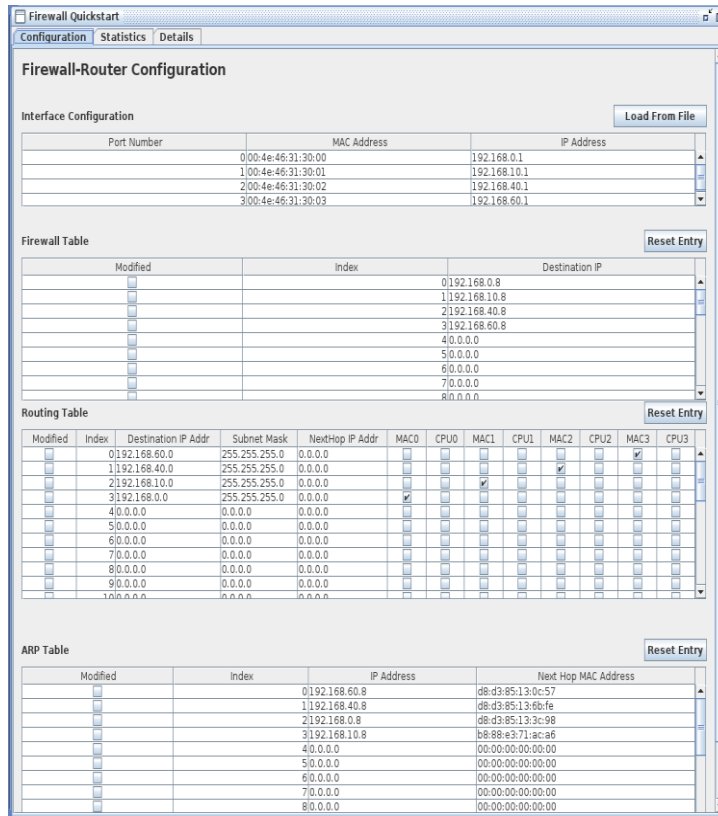 Firewall Quickstart
Configuration Statistics Details
Firewall-Router Configuration
Interface Configuration Load From File
Port Number MAC Address IP Address
0 00:4e:46:31:30:00 192.168.0.1
1 00:4e:46:31:30:01 192.168.10.1
2 00:4e:46:31:30:02 192.168.40.1
3 00:4e:46:31:30:03 192.168.60.1
Firewall Table Reset Entry
Modified Index Destination IP
0 192.168.0.8
1 192.168.10.8
2 192.168.40.8
3 192.168.60.8
4 0.0.0.0
5 0.0.0.0
6 0.0.0.0
7 0.0.0.0
8 0.0.0.0
Routing Table Reset Entry
Modified Index Destination IP Addr Subnet Mask NextHop IP Addr MAC0 CPU0 MAC1 CPU1 MAC2 CPU2 MAC3 CPU3
0 192.168.60.0 255.255.255.0 0.0.0.0
1 192.168.40.0 255.255.255.0 0.0.0.0
2 192.168.10.0 255.255.255.0 0.0.0.0
3 192.168.0.0 255.255.255.0 0.0.0.0
4 0.0.0.0 0.0.0.0 0.0.0.0
5 0.0.0.0 0.0.0.0 0.0.0.0
6 0.0.0.0 0.0.0.0 0.0.0.0
7 0.0.0.0 0.0.0.0 0.0.0.0
8 0.0.0.0 0.0.0.0 0.0.0.0
9 0.0.0.0 0.0.0.0 0.0.0.0
10 0.0.0.0 0.0.0.0 0.0.0.0
ARP Table Reset Entry
Modified Index IP Address Next Hop MAC Address
0 192.168.60.8 d8:d3:85:13:0c:57
1 192.168.40.8 d8:d3:85:13:6b:fe
2 192.168.0.8 d8:d3:85:13:3c:98
3 192.168.10.8 b8:88:e3:71:ac:a6
4 0.0.0.0 00:00:00:00:00:00
5 0.0.0.0 00:00:00:00:00:00
6 0.0.0.0 00:00:00:00:00:00
7 0.0.0.0 00:00:00:00:00:00
8 0.0.0.0 00:00:00:00:00:00